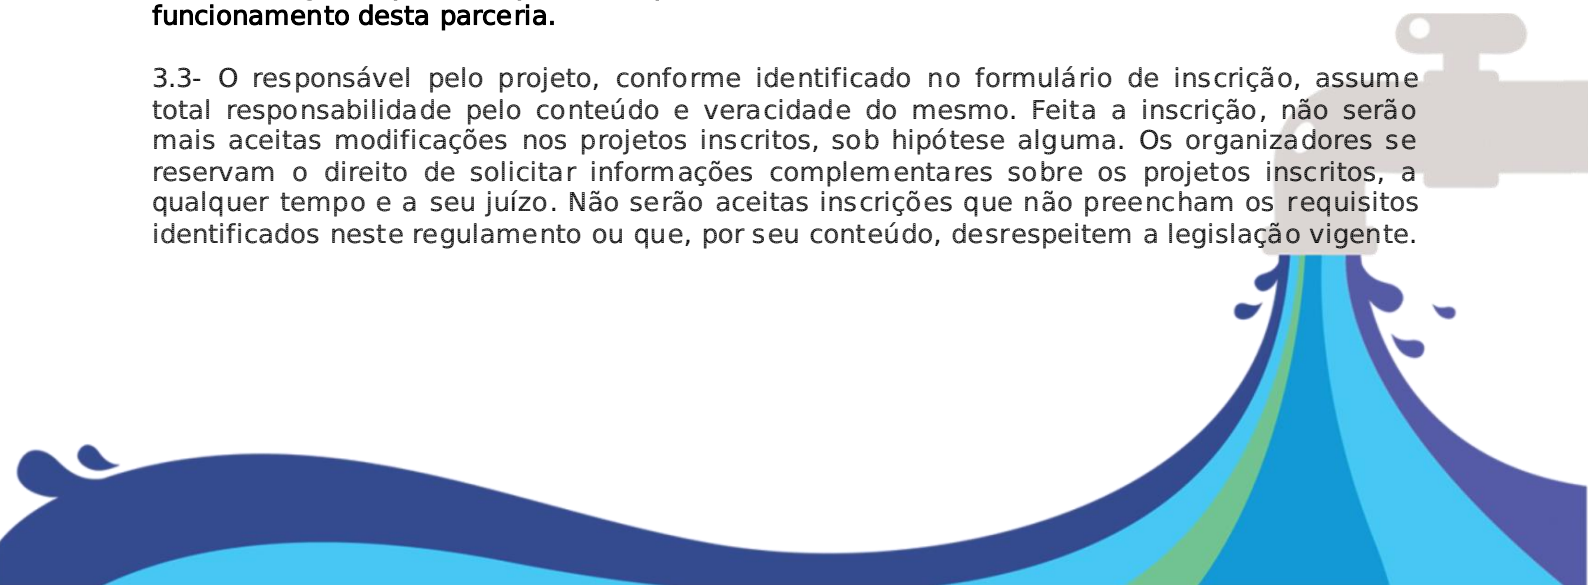 funcionamento desta parceria.
3.3- O responsável pelo projeto, conforme identificado no formulário de inscrição, assume
total responsabilidade pelo conteúdo e veracidade do mesmo. Feita a inscrição, não serão
mais aceitas modificações nos projetos inscritos, sob hipótese alguma. Os organizadores se
reservam o direito de solicitar informações complementares sobre os projetos inscritos, a
qualquer tempo e a seu juízo. Não serão aceitas inscrições que não preencham os requisitos
identificados neste regulamento ou que, por seu conteúdo, desrespeitem a legislação vigente.